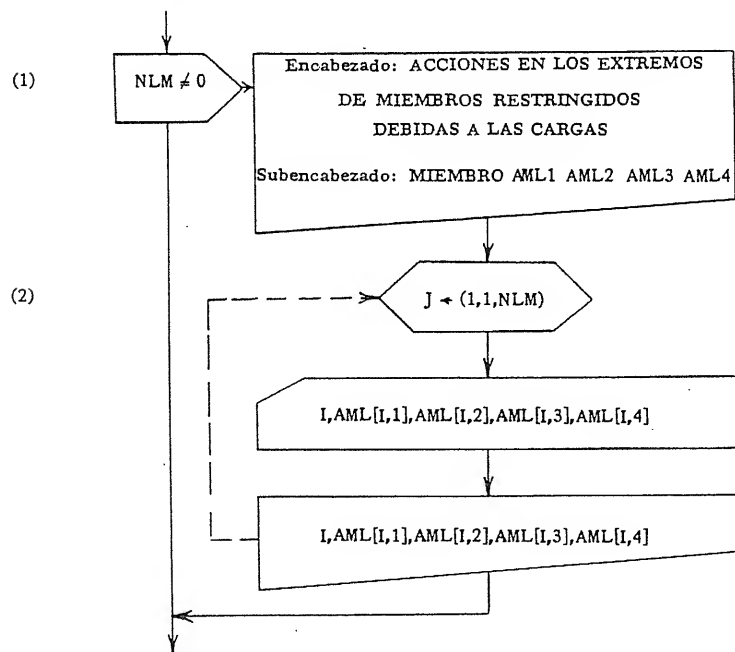 (1)
NLM ≠ 0
Encabezado: ACCIONES EN LOS EXTREMOS
DE MIEMBROS RESTRINGIDOS
DEBIDAS A LAS CARGAS
Subencabezado: MIEMBRO AML1 AML2 AML3 AML4
(2)
J ← (1,1,NLM)
I,AML[I,1],AML[I,2],AML[I,3],AML[I,4]
I,AML[I,1],AML[I,2],AML[I,3],AML[I,4]